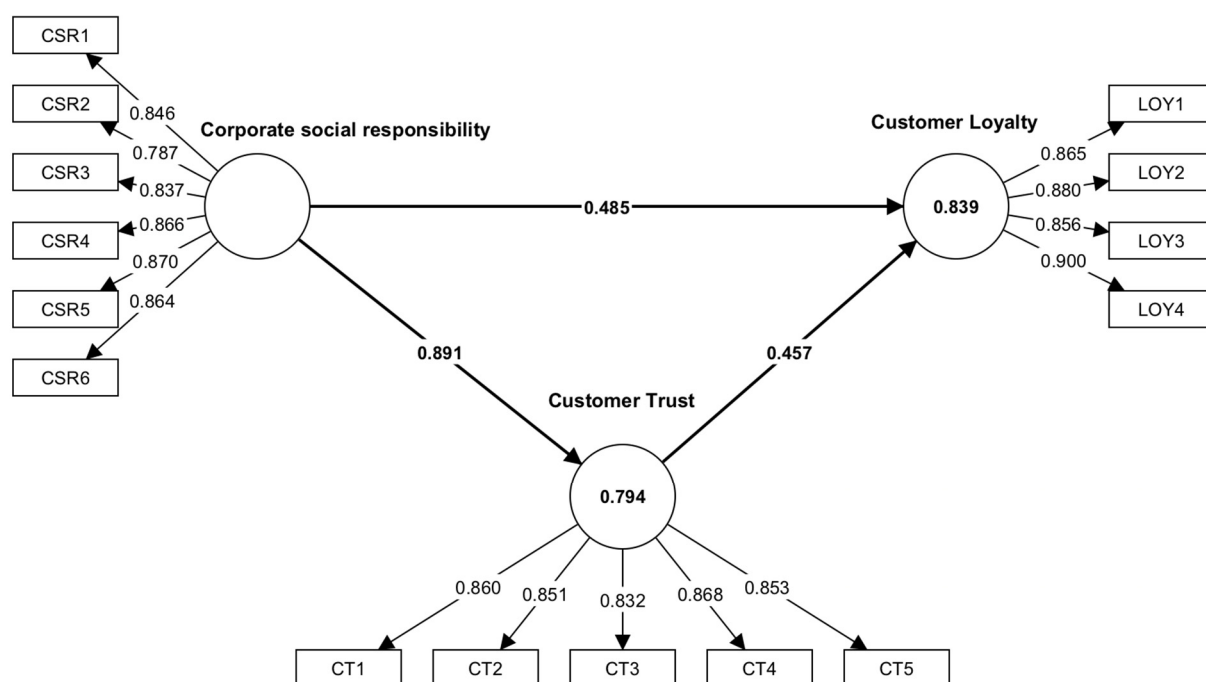 CSR1
0.846
CSR2
0.787
CSR3
0.837
CSR4
0.866
CSR5
0.870
CSR6
0.864
Corporate social responsibility
0.485
0.891
Customer Loyalty
0.839
0.457
LOY1
0.865
LOY2
0.880
LOY3
0.856
LOY4
0.900
Customer Trust
0.794
0.860
0.851
0.832
0.868
0.853
CT1
CT2
CT3
CT4
CT5